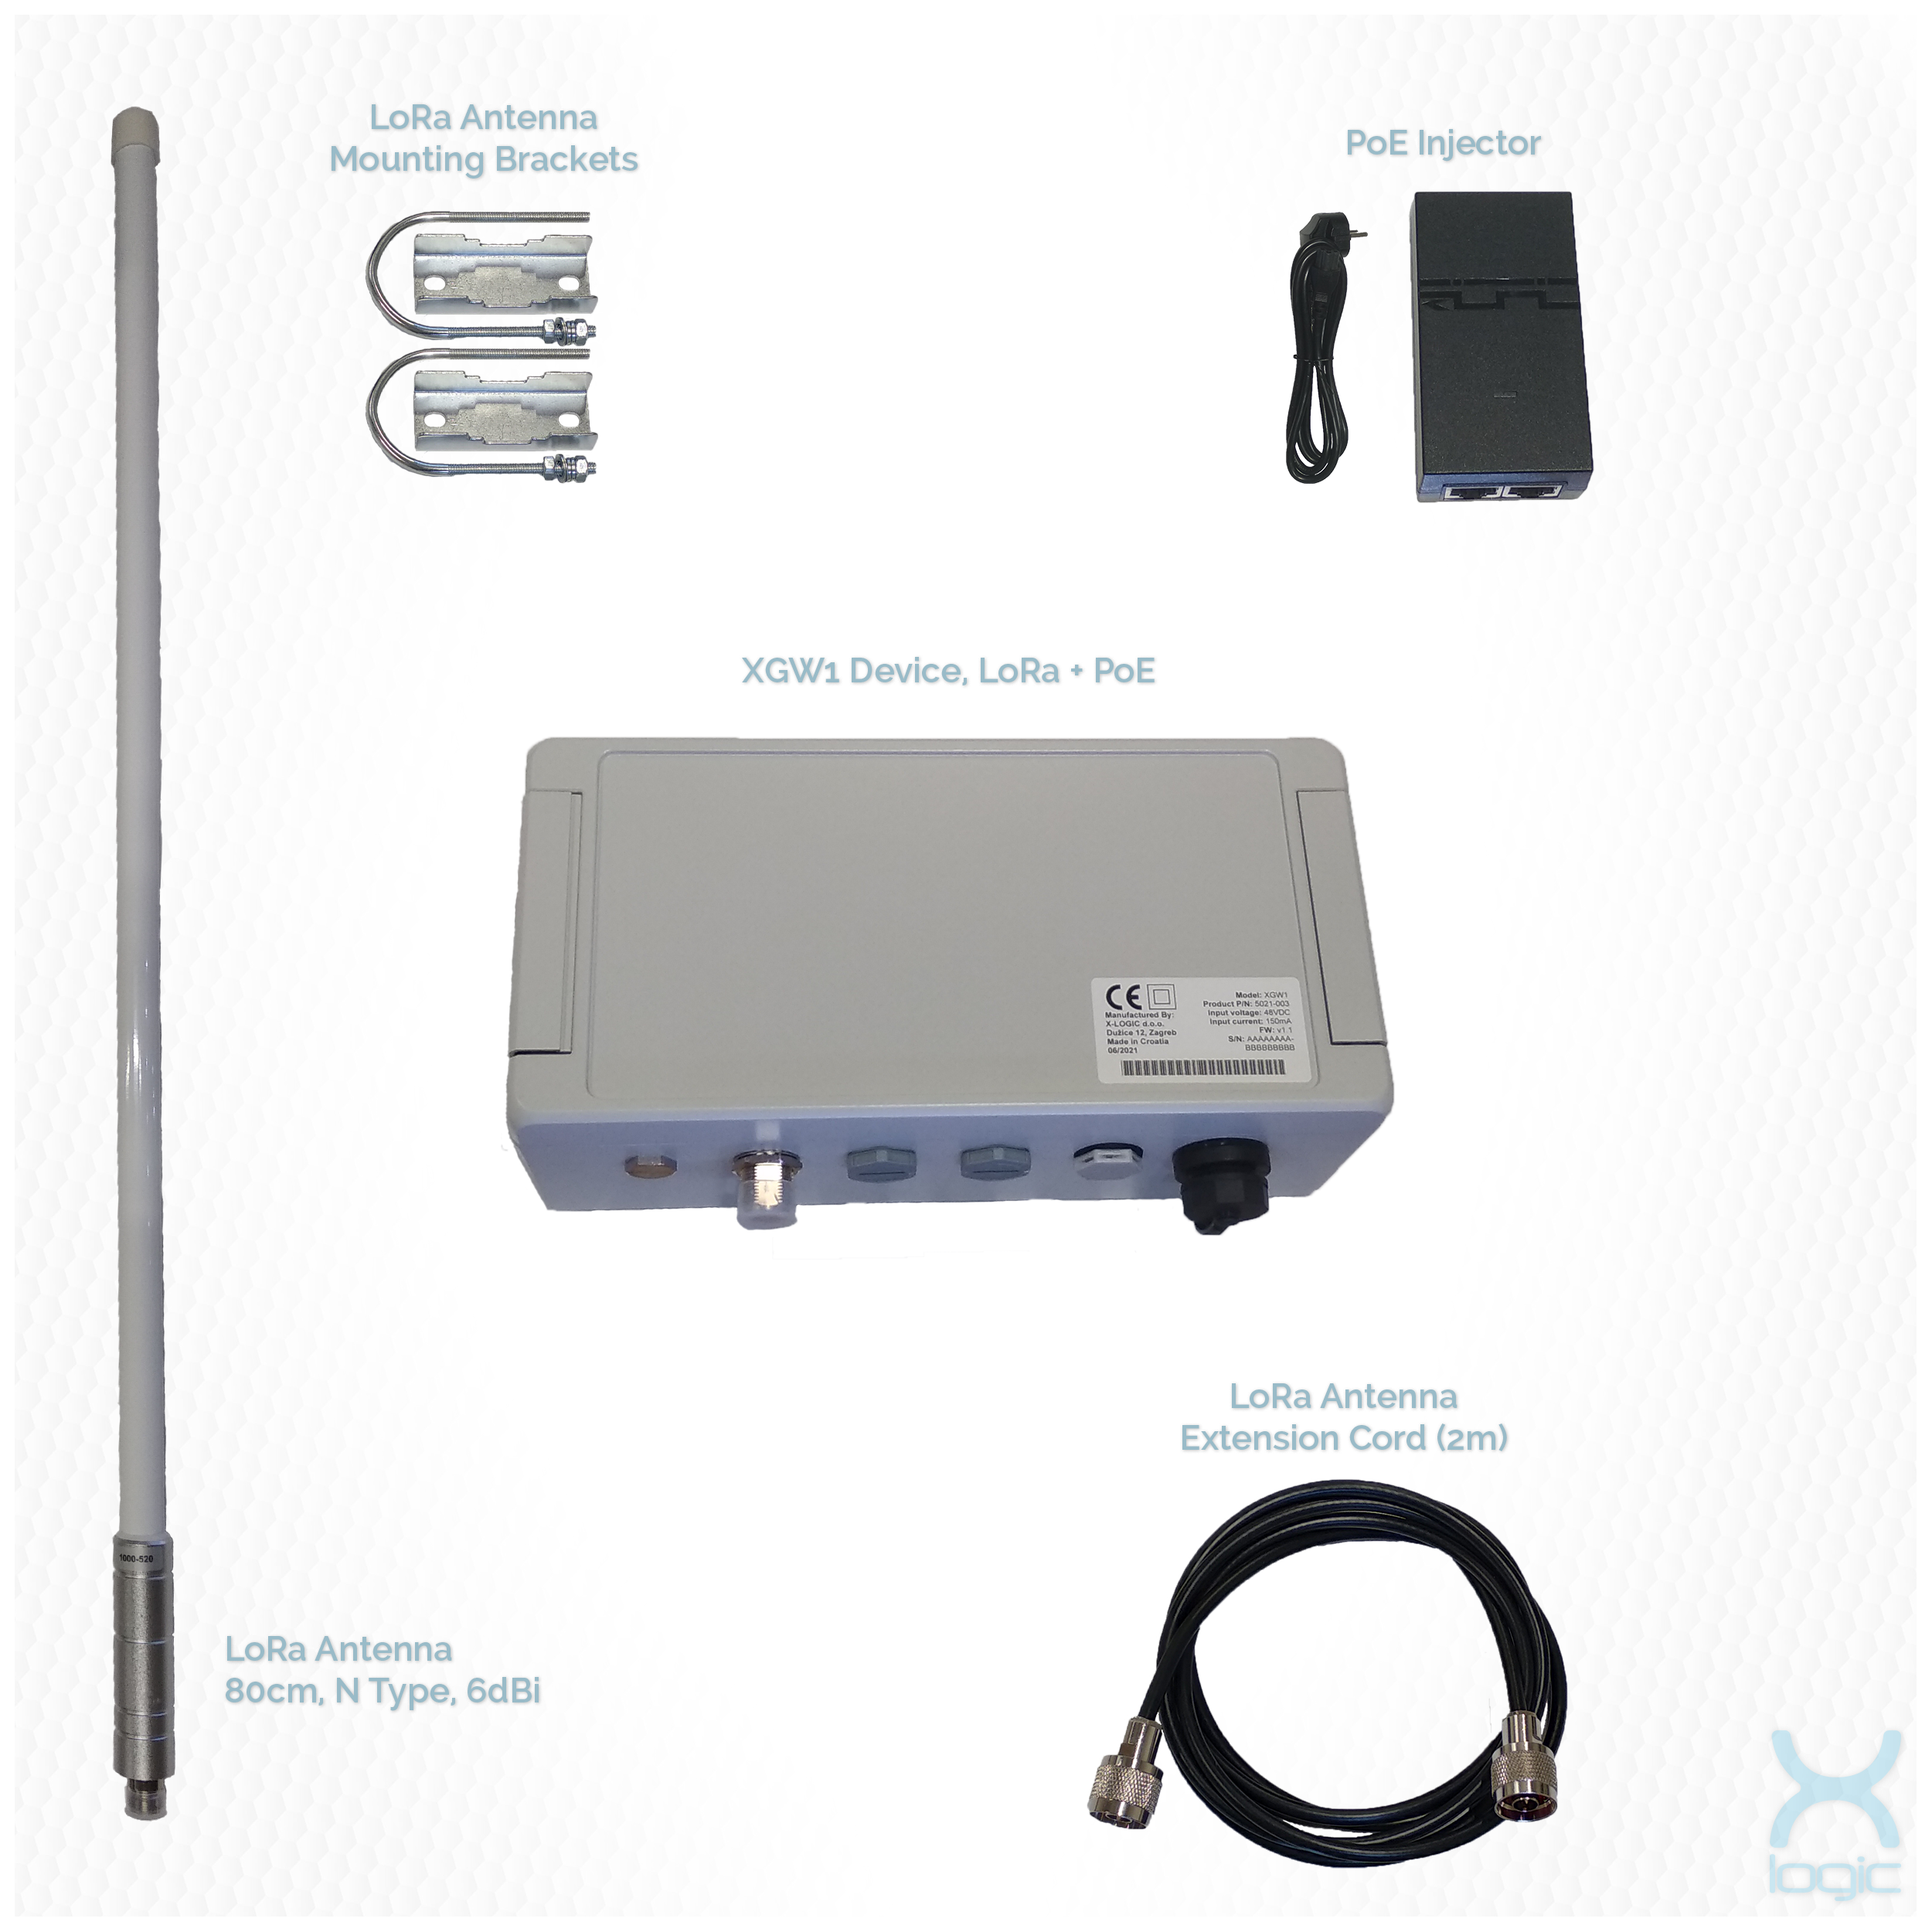 LoRa Antenna
Mounting Brackets
PoE Injector
XGW1 Device, LoRa + PoE
CE
Manufactured By:
X-LOGIC d.o.o.
Dužice 12, Zagreb
Made in Croatia
06/2021
Model: XGW1
Product P/N: 5021-003
Input voltage: 48VDC
Input current: 150mA
FW: v1.1
S/N: AAAAAAAA-
BBBBBBBBB
LoRa Antenna
Extension Cord (2m)
1000-520
LoRa Antenna
80cm, N Type, 6dBi
X
logic